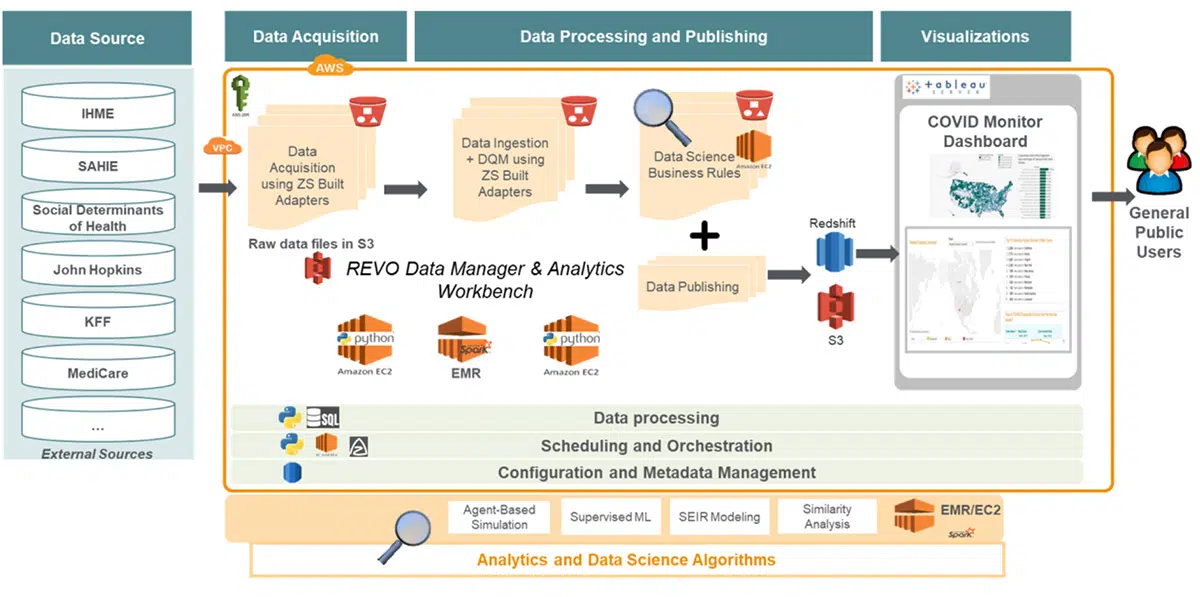 Data Source
Data Acquisition
Data Processing and Publishing
Visualizations
AWS
VPC
IHME
SAHIE
Social Determinants
of Health
John Hopkins
KFF
MediCare
...
External Sources
Data
Acquisition
using ZS Built
Adapters
Raw data files in S3
Data Ingestion
+ DQM using
ZS Built
Adapters
Data Science
Business Rules
Amazon EC2
+
Data Publishing
REVO Data Manager & Analytics
Workbench
python
Amazon EC2
Spark
EMR
python
Amazon EC2
Redshift
S3
+ableau
SERVER
COVID Monitor
Dashboard
General
Public
Users
SQL
Data processing
Scheduling and Orchestration
Configuration and Metadata Management
Agent-Based
Simulation
Supervised ML
SEIR Modeling
Similarity
Analysis
EMR/EC2
Spark
Analytics and Data Science Algorithms